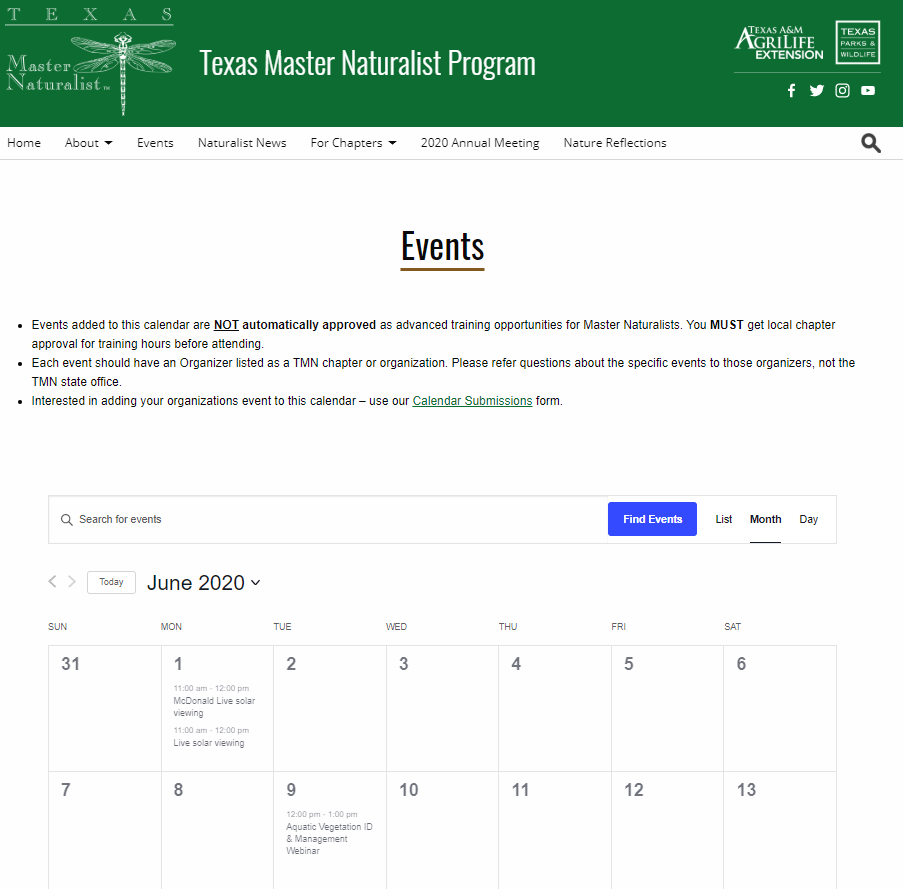 TEXAS
Master
Naturalist™
Texas Master Naturalist Program
TEXAS A&M
AGRILIFE
EXTENSION
TEXAS
PARKS &
WILDLIFE
Home About Events Naturalist News For Chapters 2020 Annual Meeting Nature Reflections
Events
• Events added to this calendar are NOT automatically approved as advanced training opportunities for Master Naturalists. You MUST get local chapter
approval for training hours before attending.
• Each event should have an Organizer listed as a TMN chapter or organization. Please refer questions about the specific events to those organizers, not the
TMN state office.
• Interested in adding your organizations event to this calendar – use our Calendar Submissions form.
Search for events Find Events List Month Day
Today June 2020
SUN MON TUE WED THU FRI SAT
31 1 2 3 4 5 6
11:00 am - 12:00 pm
McDonald Live solar
viewing
11:00 am - 12:00 pm
Live solar viewing
7 8 9 10 11 12 13
12:00 pm - 1:00 pm
Aquatic Vegetation ID
& Management
Webinar